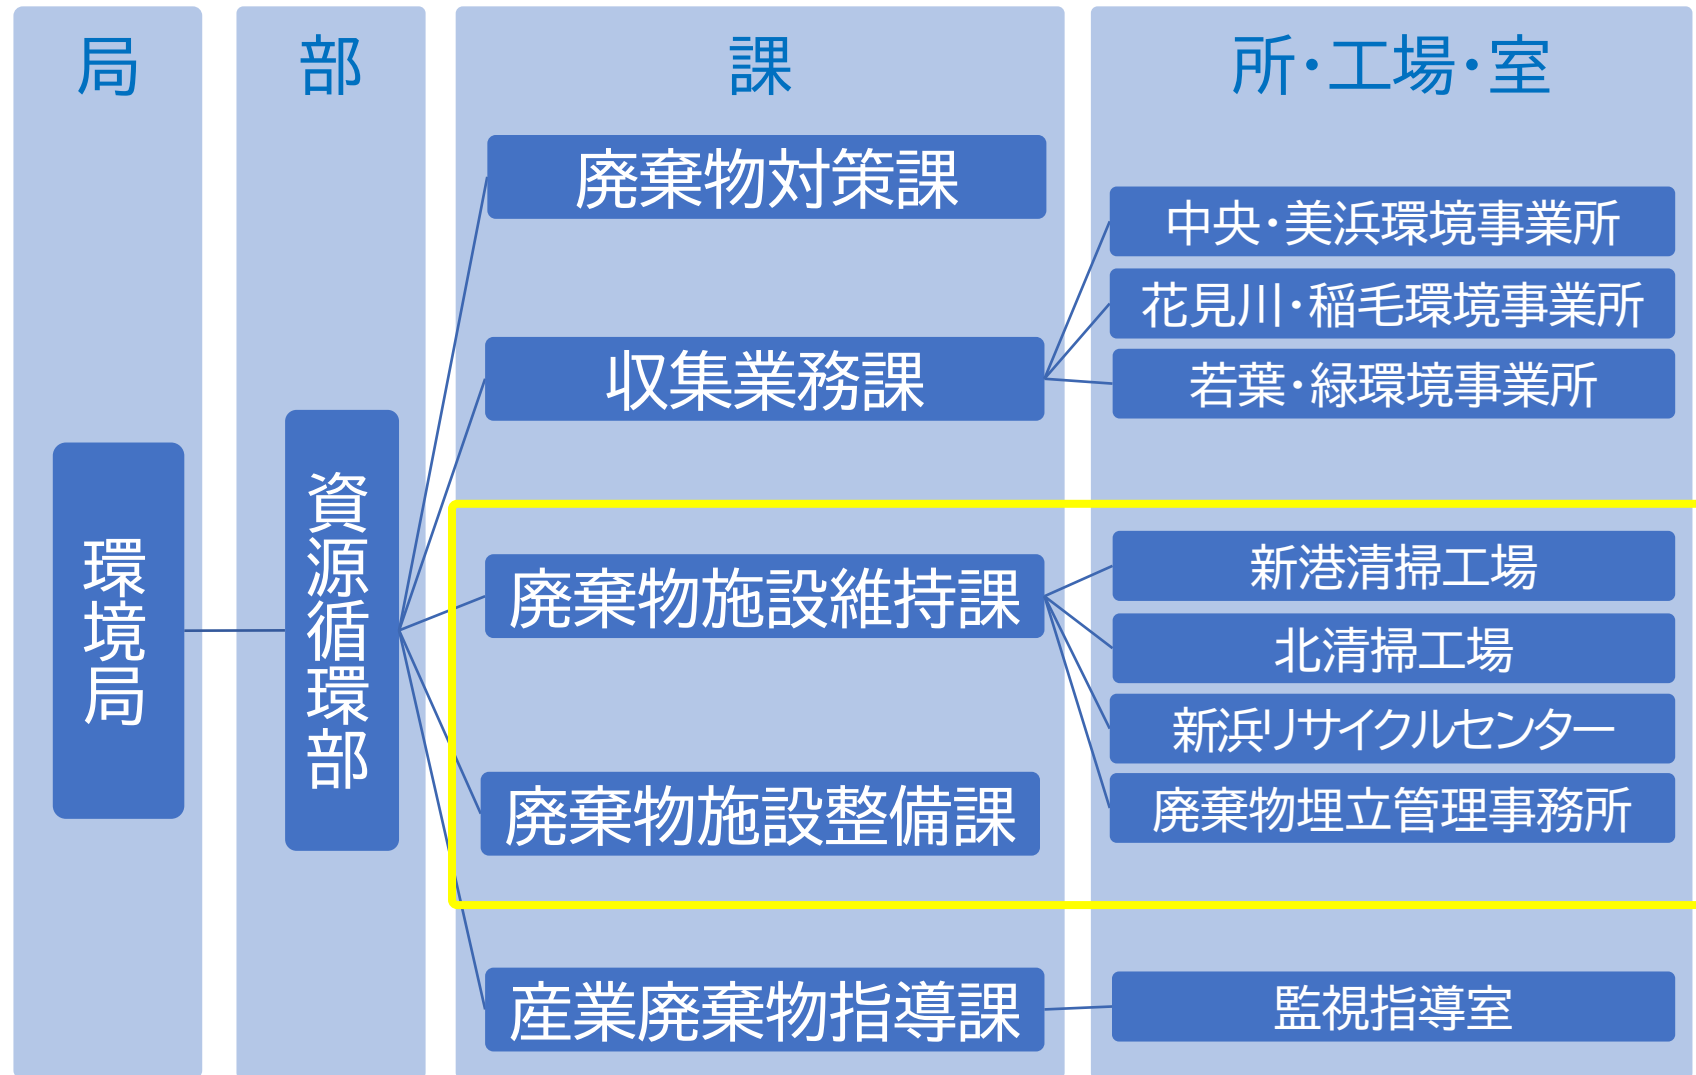 局
部
課
所・工場・室
環境局
資源循環部
廃棄物対策課
収集業務課
中央・美浜環境事業所
花見川・稲毛環境事業所
若葉・緑環境事業所
廃棄物施設維持課
新港清掃工場
北清掃工場
新浜リサイクルセンター
廃棄物埋立管理事務所
廃棄物施設整備課
産業廃棄物指導課
監視指導室